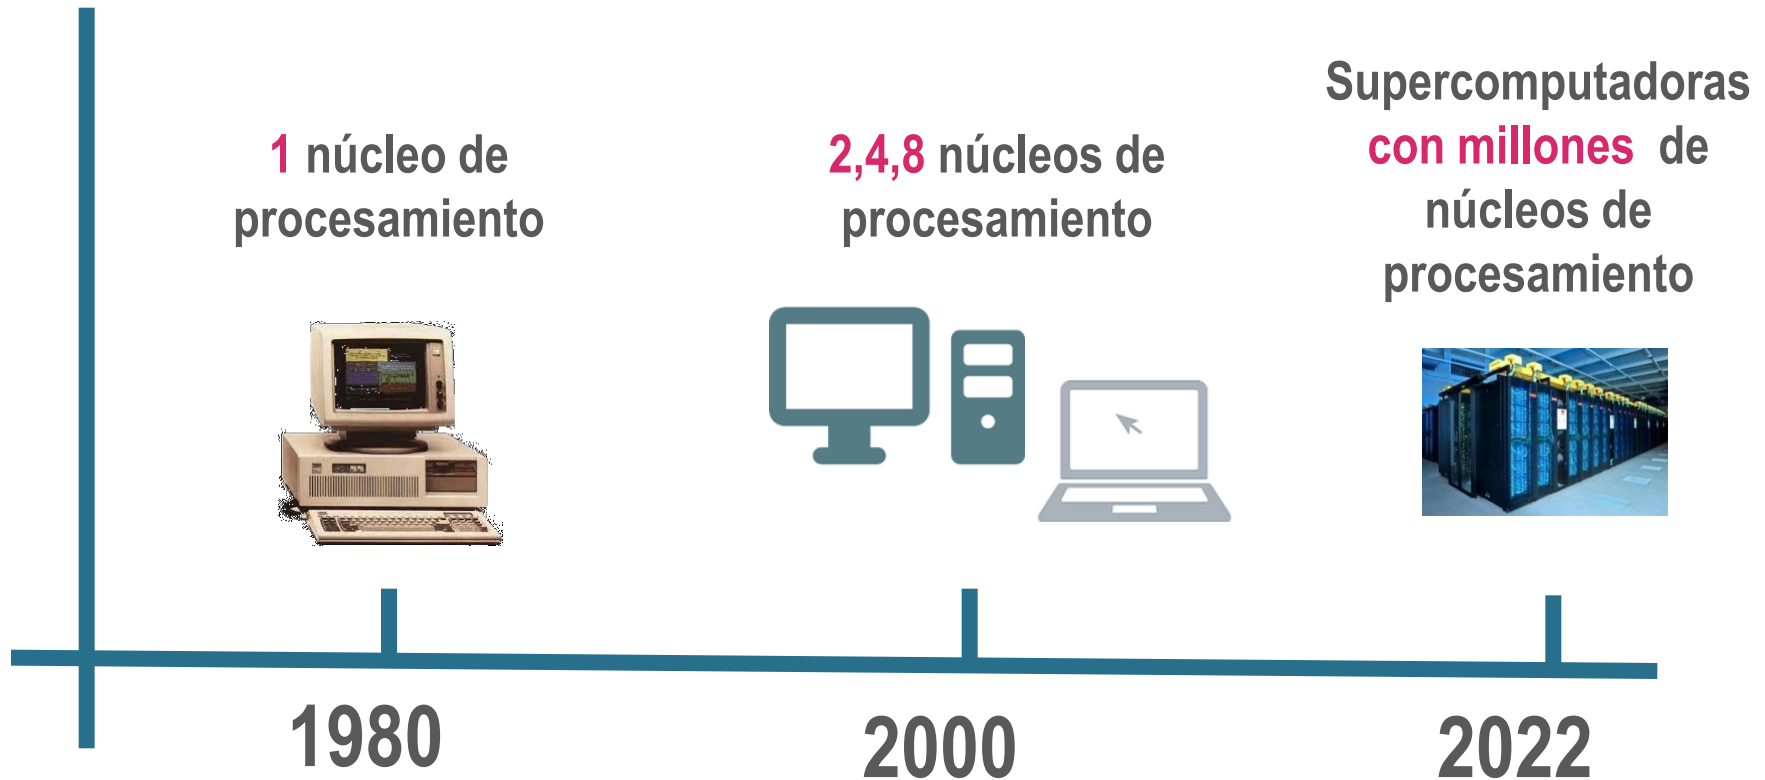 1 núcleo de
procesamiento
2,4,8 núcleos de
procesamiento
Supercomputadoras
con millones de
núcleos de
procesamiento
1980
2000
2022